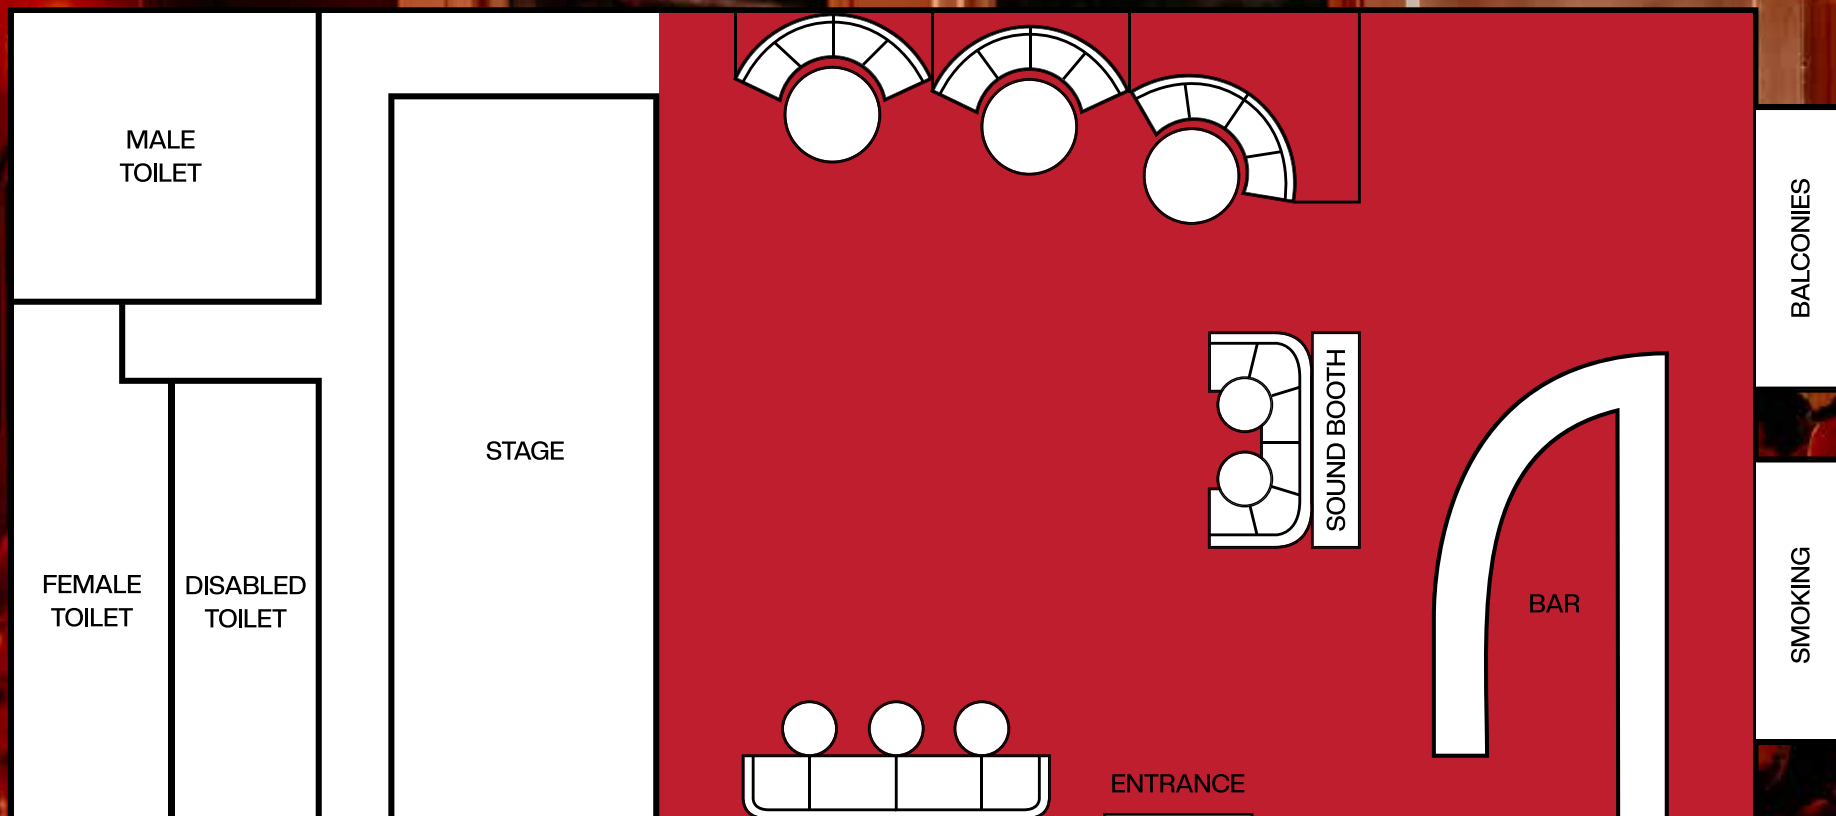 MALE
TOILET
BALCONIES
STAGE
SOUND BOOTH
FEMALE
TOILET
DISABLED
TOILET
BAR
SMOKING
ENTRANCE